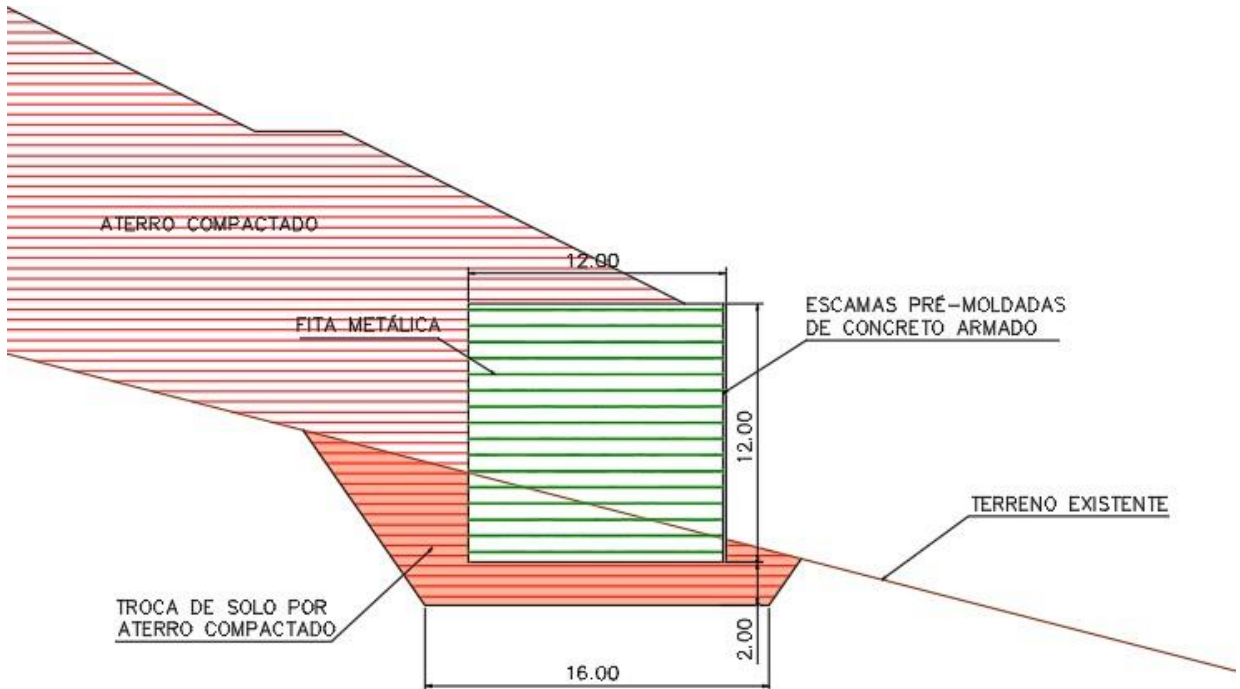 ATERRO COMPACTADO
12.00
FITA METÁLICA
ESCAMAS PRÉ-MOLDADAS
DE CONCRETO ARMADO
12.00
TERRENO EXISTENTE
TROCA DE SOLO POR
ATERRO COMPACTADO
2.00
16.00